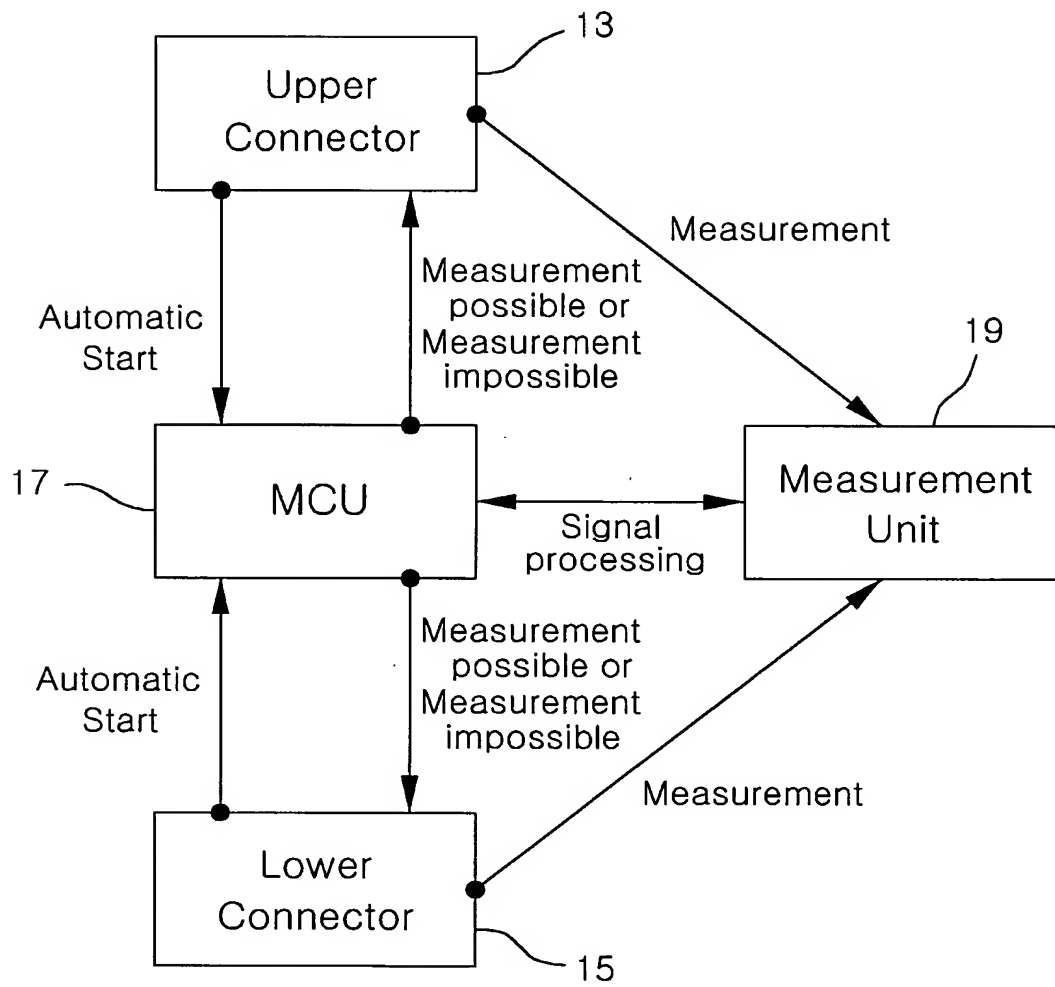 13
Upper
Connector
Measurement
Measurement
possible or
Measurement
impossible
Automatic
Start
19
17
MCU
Measurement
Unit
Signal
processing
Measurement
possible or
Measurement
impossible
Automatic
Start
Measurement
Lower
Connector
15